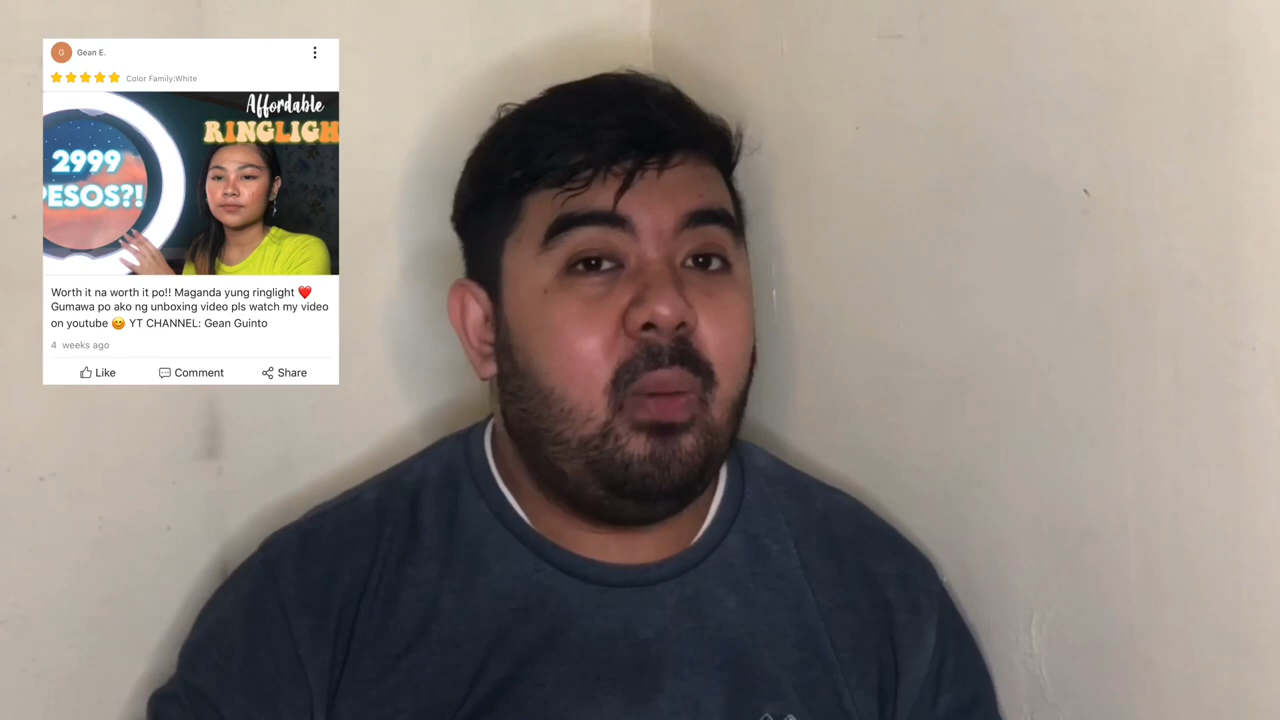 G
Gean E.
Color Family:White
Affordable
RINGLIGH
2999
PESOS?!
Worth it na worth it po!! Maganda yung ringlight ❤️
Gumawa po ako ng unboxing video pls watch my video
on youtube 😊 YT CHANNEL: Gean Guinto
4 weeks ago
Like Comment Share